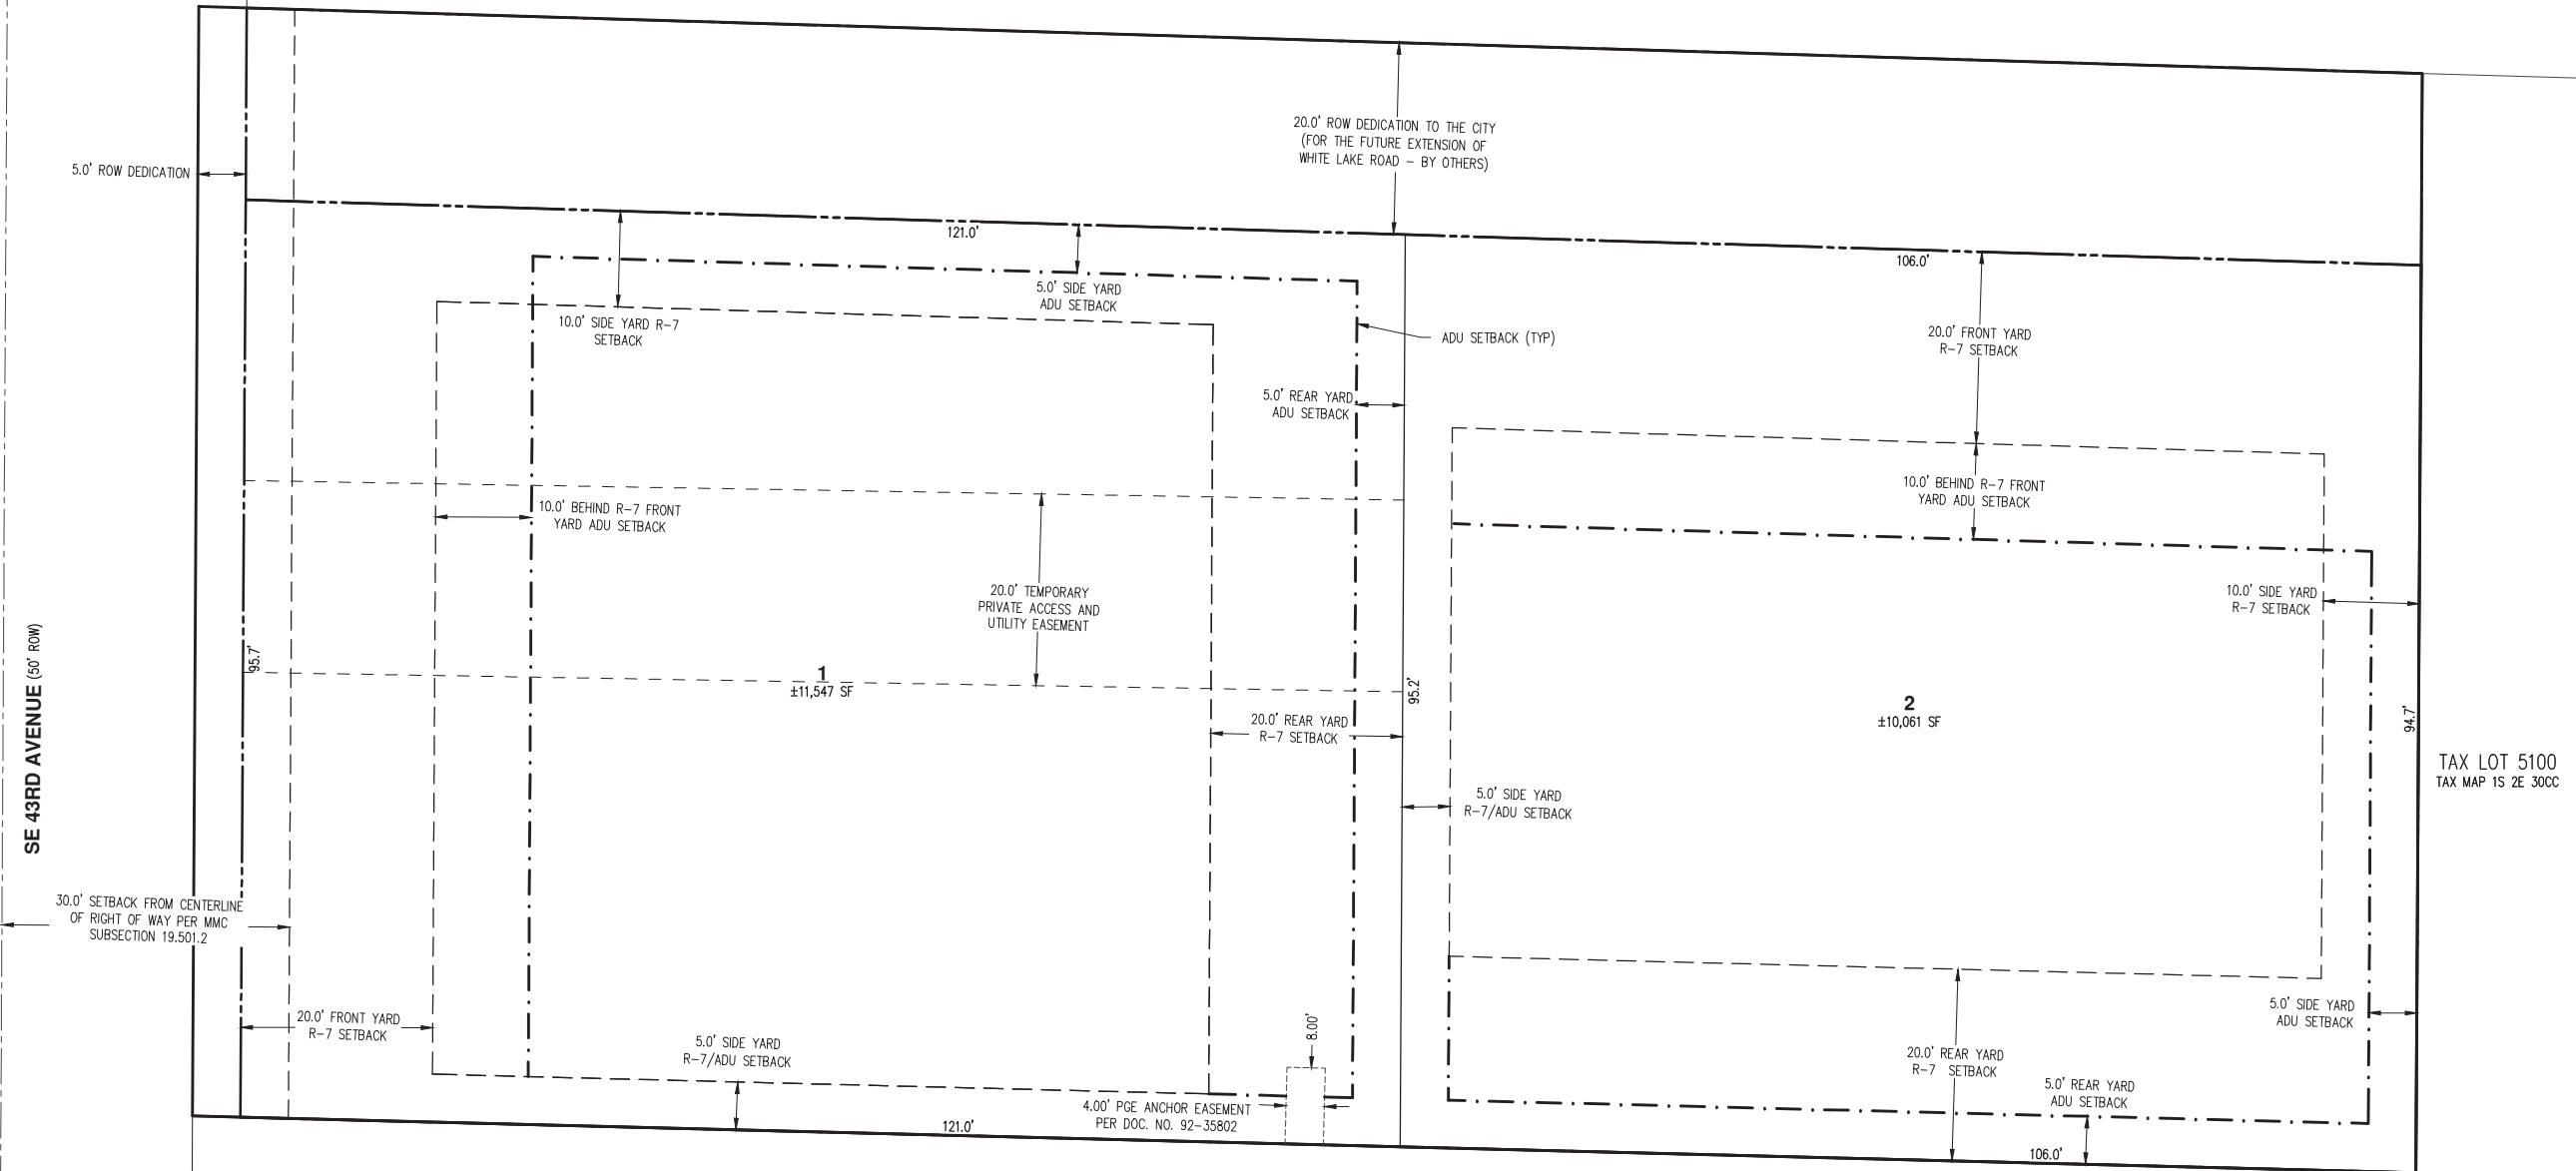 20.0' ROW DEDICATION TO THE CITY
(FOR THE FUTURE EXTENSION OF
WHITE LAKE ROAD – BY OTHERS)
5.0' ROW DEDICATION
121.0'
106.0'
5.0' SIDE YARD
ADU SETBACK
10.0' SIDE YARD R-7
SETBACK
ADU SETBACK (TYP)
20.0' FRONT YARD
R-7 SETBACK
5.0' REAR YARD
ADU SETBACK
10.0' BEHIND R-7 FRONT
YARD ADU SETBACK
10.0' BEHIND R-7 FRONT
YARD ADU SETBACK
20.0' TEMPORARY
PRIVATE ACCESS AND
UTILITY EASEMENT
10.0' SIDE YARD
R-7 SETBACK
SE 43RD AVENUE (50' ROW)
95.7'
1
±11,547 SF
95.2'
2
±10,061 SF
94.7'
20.0' REAR YARD
R-7 SETBACK
TAX LOT 5100
TAX MAP 1S 2E 30CC
5.0' SIDE YARD
R-7/ADU SETBACK
30.0' SETBACK FROM CENTERLINE
OF RIGHT OF WAY PER MMC
SUBSECTION 19.501.2
20.0' FRONT YARD
R-7 SETBACK
5.0' SIDE YARD
R-7/ADU SETBACK
8.00'
5.0' SIDE YARD
ADU SETBACK
20.0' REAR YARD
R-7 SETBACK
5.0' REAR YARD
ADU SETBACK
4.00' PGE ANCHOR EASEMENT
PER DOC. NO. 92-35802
121.0'
106.0'